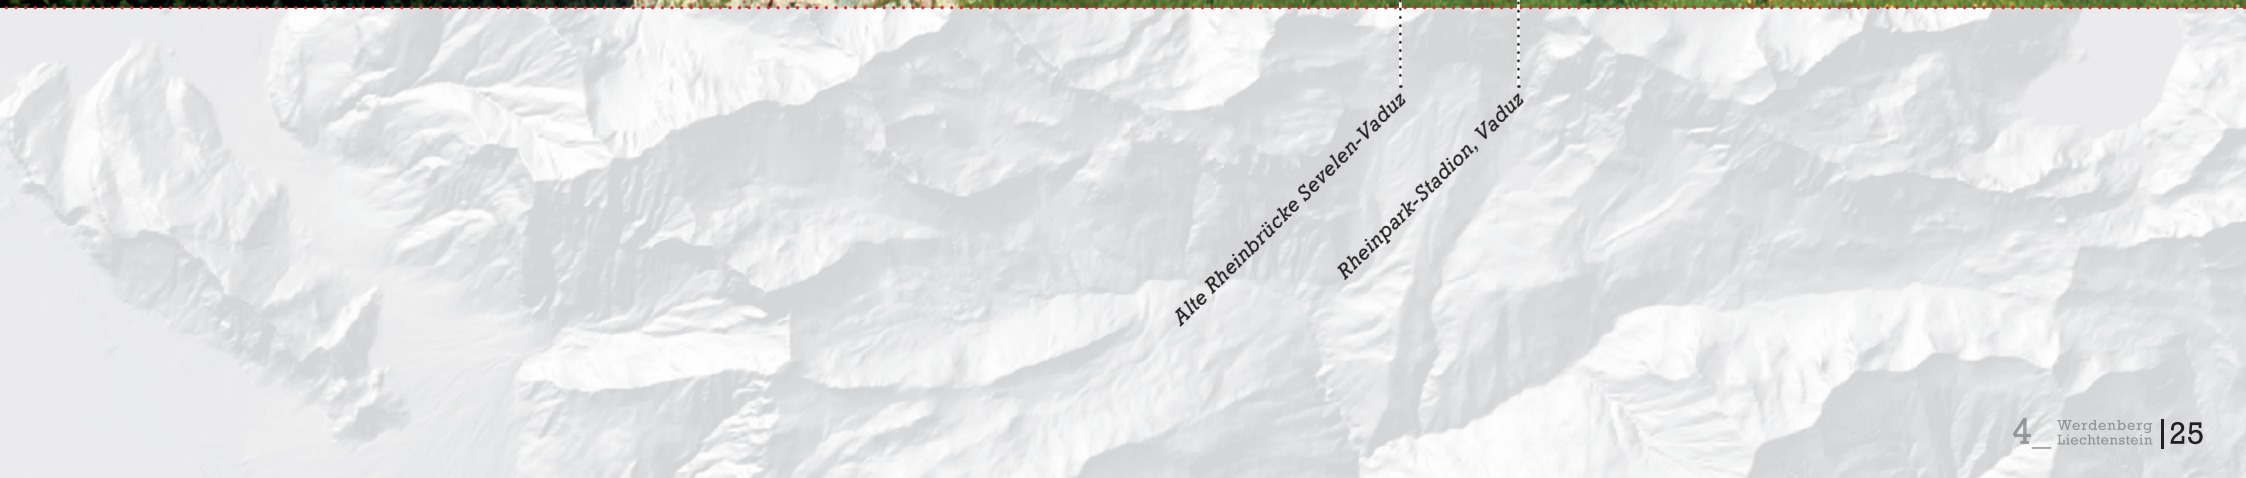 Alte Rheinbrücke Sevelen-Vaduz
Rheinpark-Stadion, Vaduz
4_ Werdenberg
Liechtenstein |25